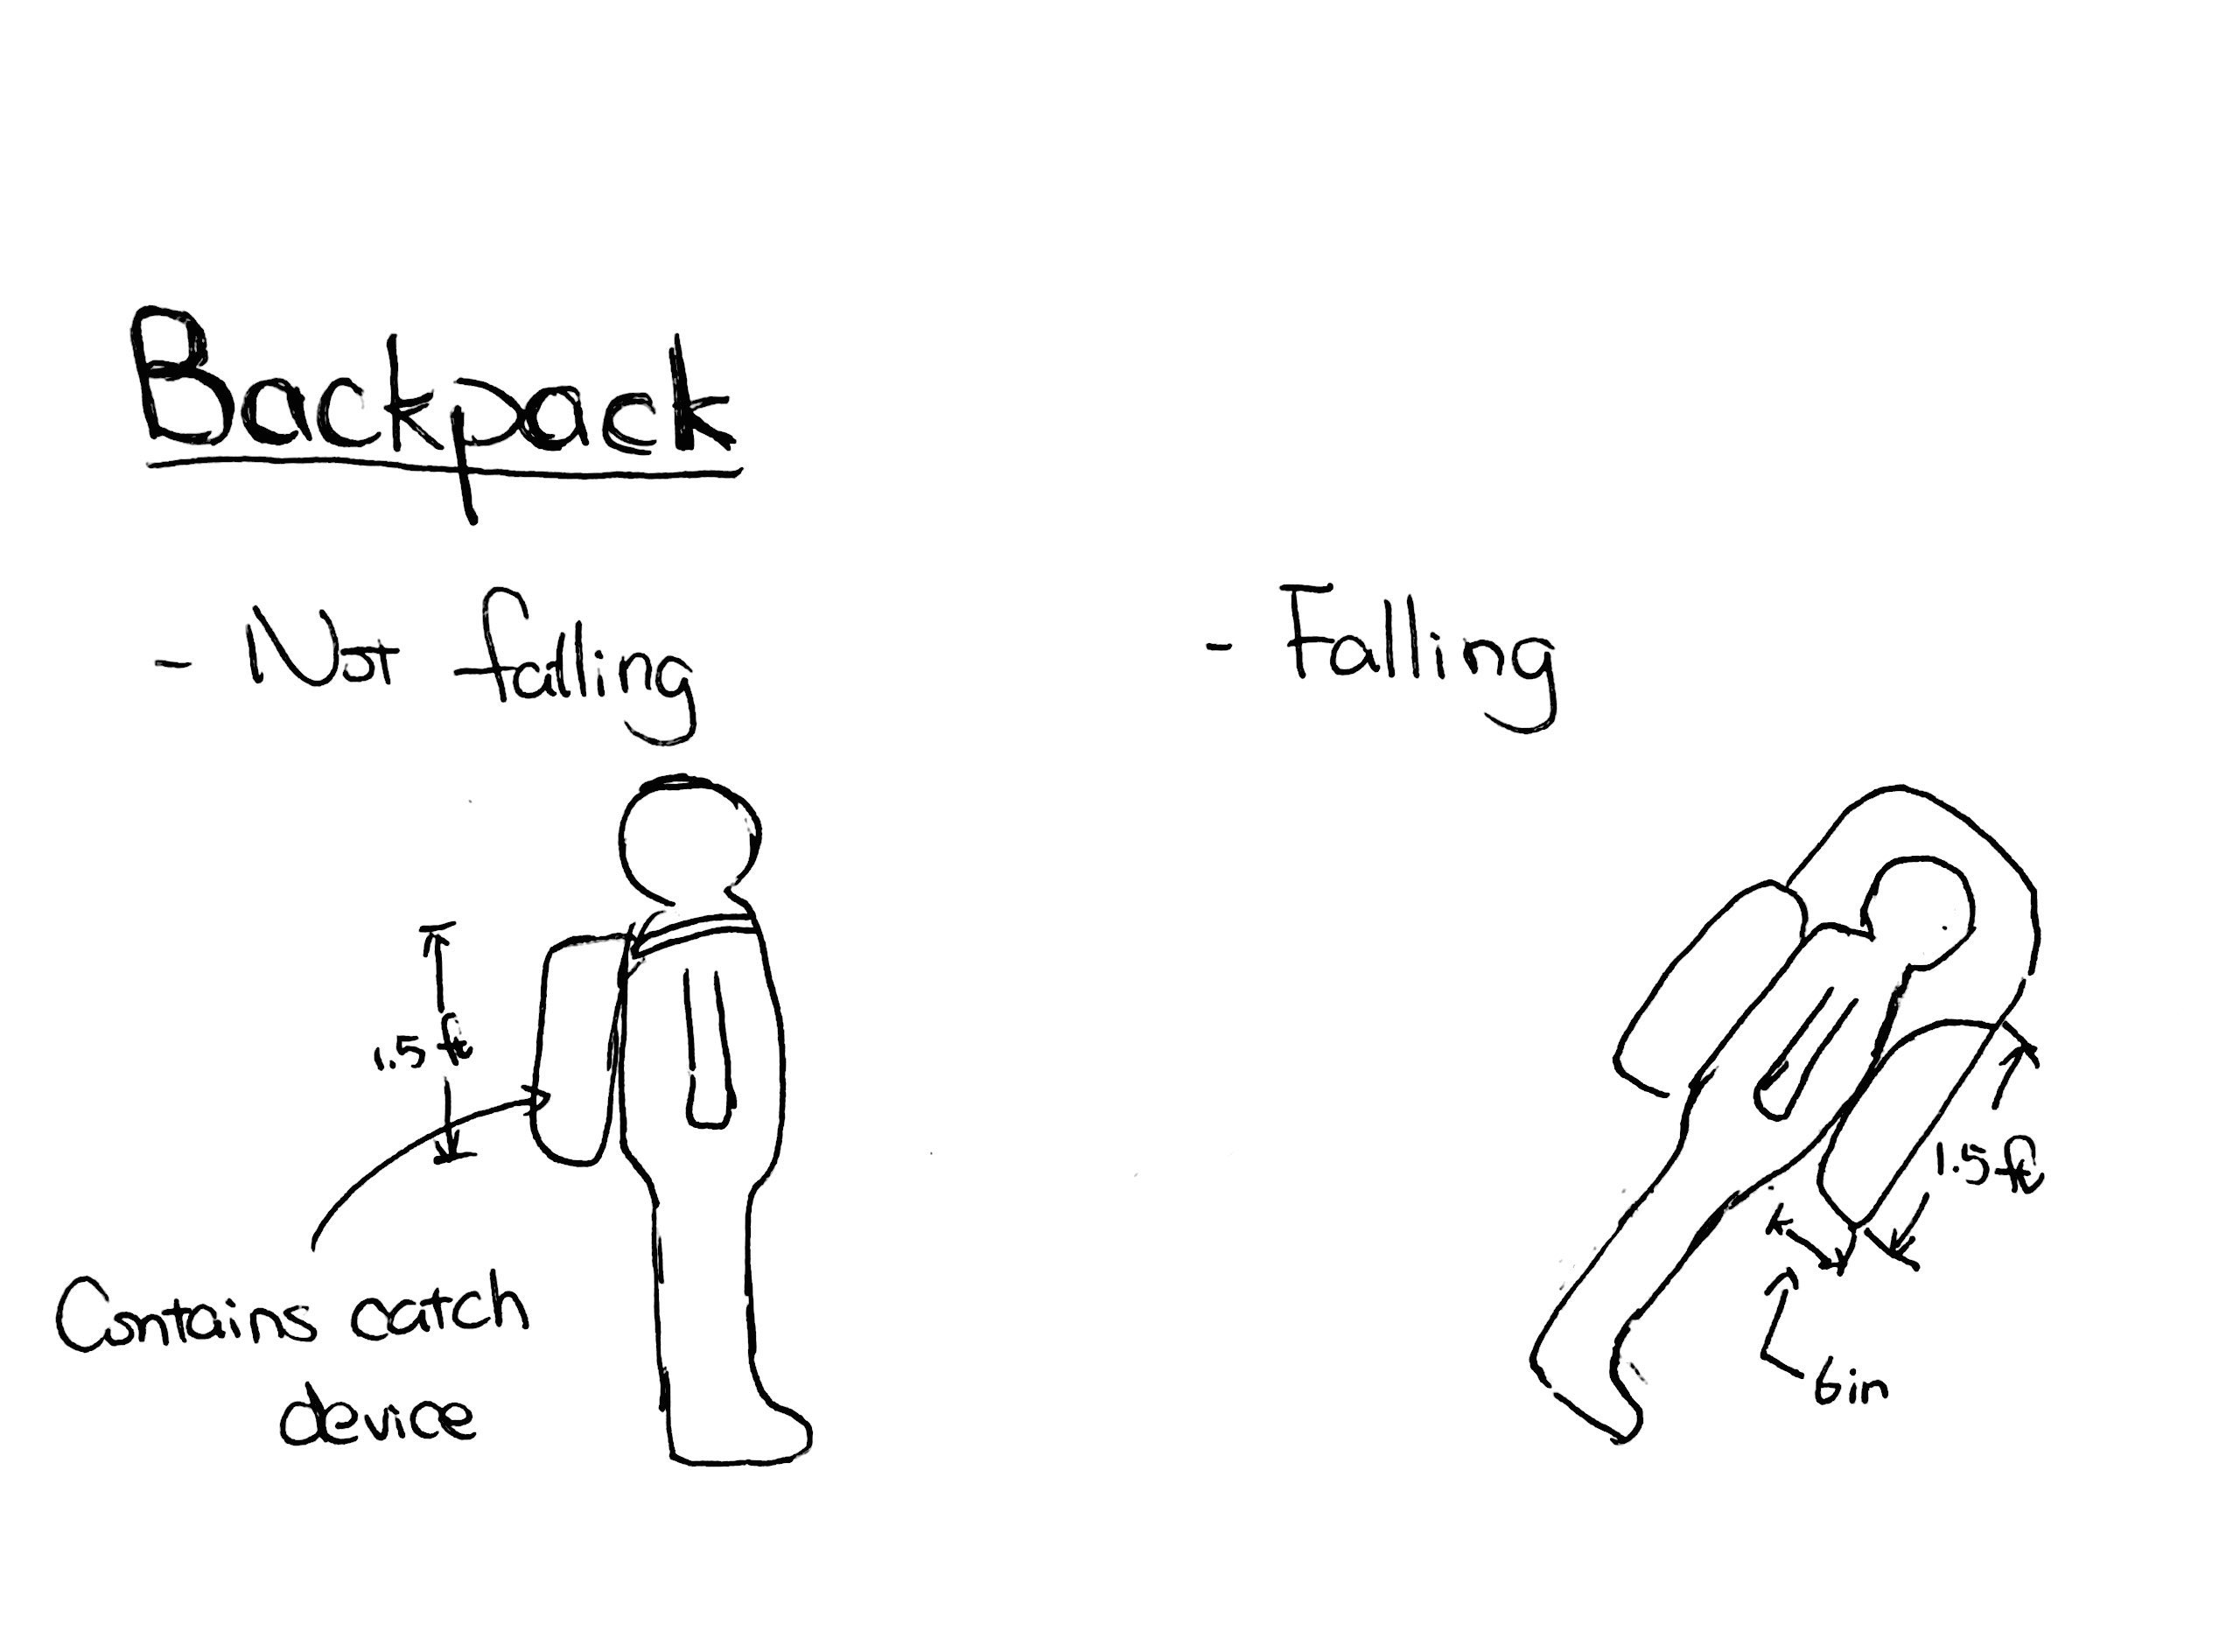 Backpack
- Not falling
- Falling
1.5 ft
Contains catch
device
1.5 ft
6in